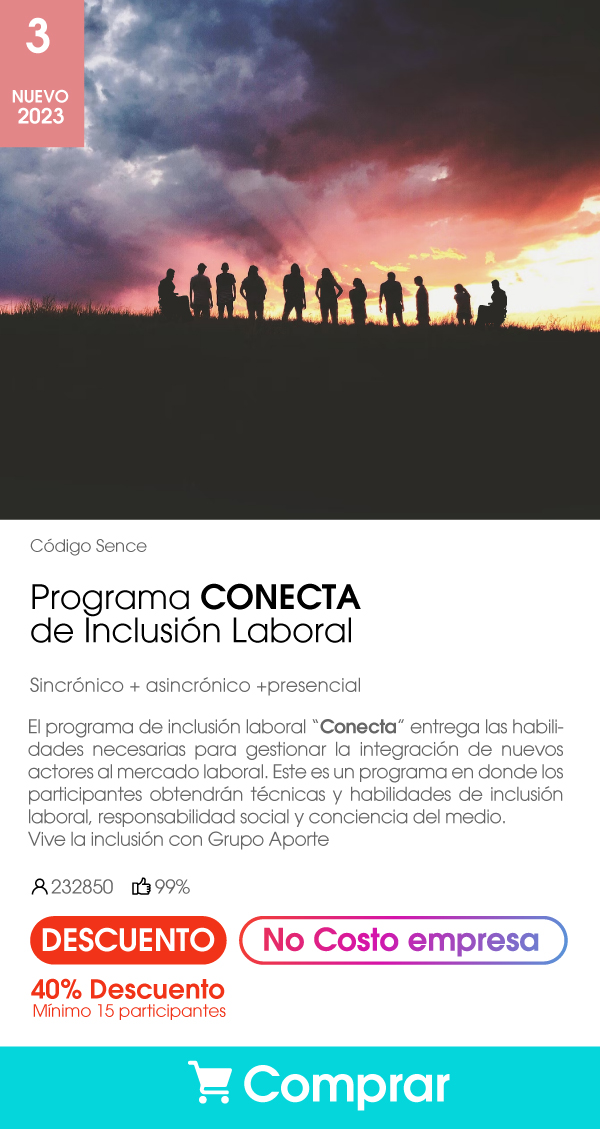 3
NUEVO
2023
Código Sence
Programa CONECTA
de Inclusión Laboral
Sincrónico + asincrónico +presencial
El programa de inclusión laboral “Conecta” entrega las habili-
dades necesarias para gestionar la integración de nuevos
actores al mercado laboral. Este es un programa en donde los
participantes obtendrán técnicas y habilidades de inclusión
laboral, responsabilidad social y conciencia del medio.
Vive la inclusión con Grupo Aporte
232850 99%
DESCUENTO No Costo empresa
40% Descuento
Mínimo 15 participantes
Comprar